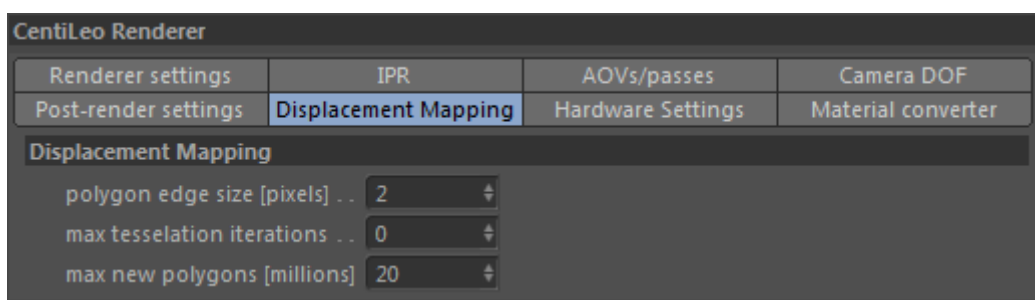 CentiLeo Renderer
Renderer settings IPR AOVs/passes Camera DOF
Post-render settings Displacement Mapping Hardware Settings Material converter
Displacement Mapping
polygon edge size [pixels] . . 2
max tesselation iterations . . 0
max new polygons [millions] 20